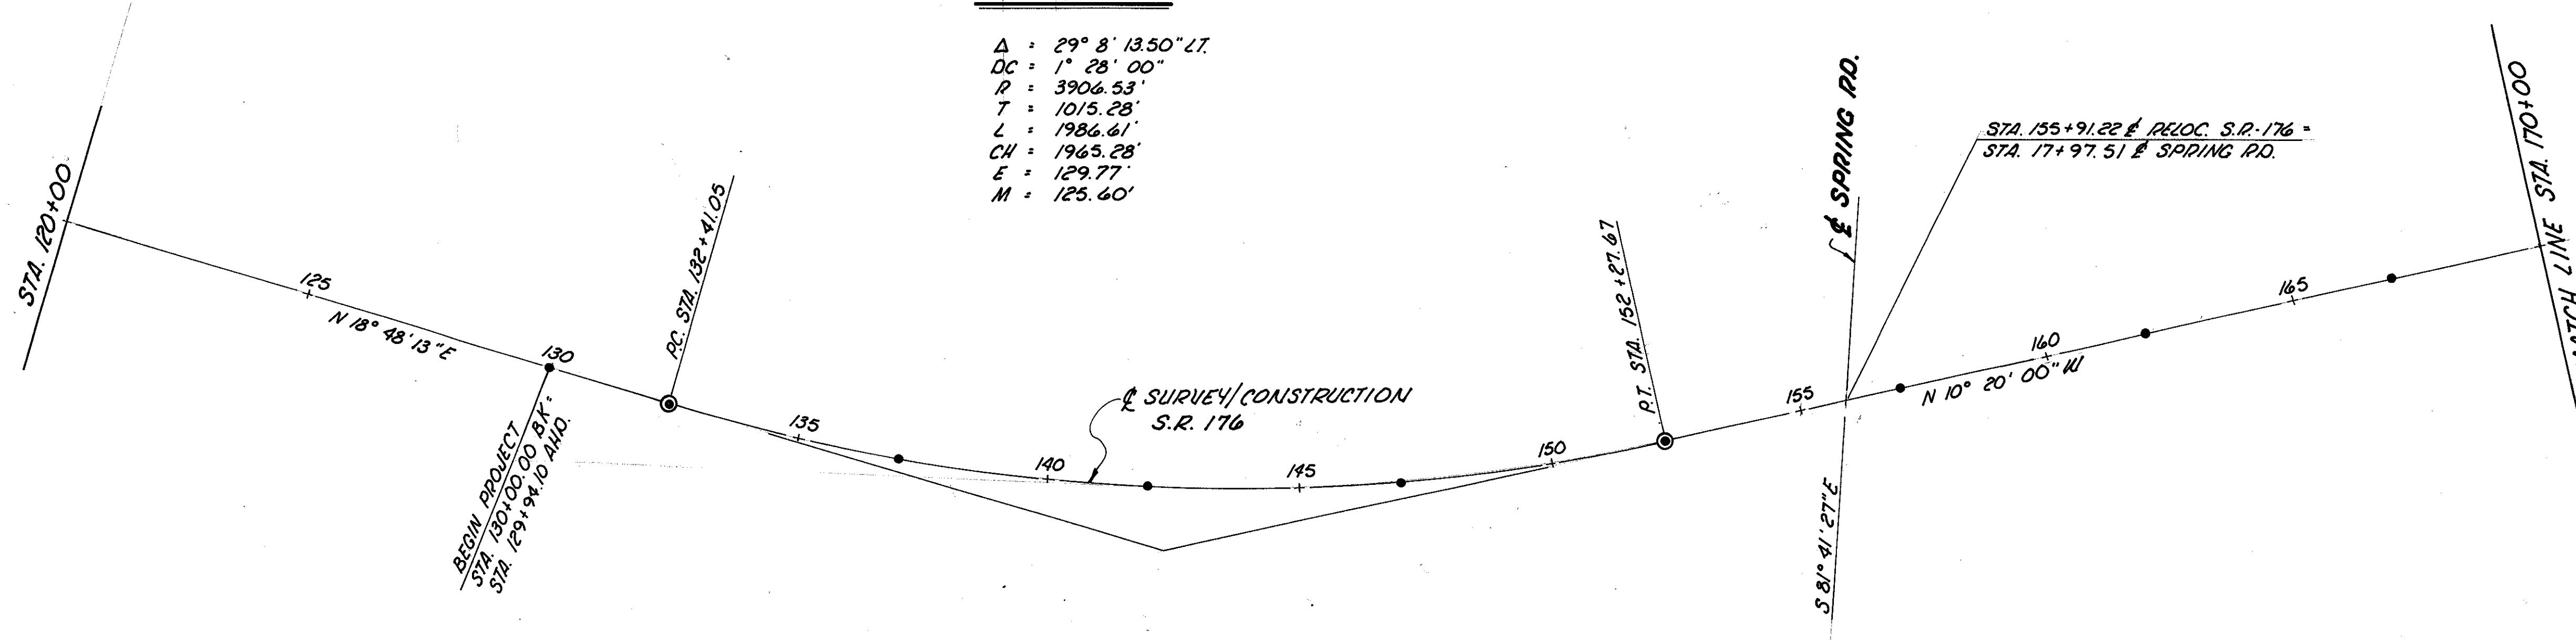 Δ = 29° 8' 13.50" LT.
DC = 1° 28' 00"
R = 3906.53'
T = 1015.28'
L = 1986.61'
CH = 1965.28'
E = 129.77'
M = 125.60'
STA. 120+00
125
N 18° 48' 13" E
130
BEGIN PROJECT
STA. 130+00.00 BK =
STA. 129+94.10 AHD.
P.C. STA. 132+41.05
135
140
℄ SURVEY/CONSTRUCTION
S.R. 176
145
150
P.T. STA. 152+27.67
155
℄ SPRING RD.
S 81° 41' 27" E
STA. 155+91.22 ℄ RELOC. S.R.-176 =
STA. 17+97.51 ℄ SPRING RD.
160
N 10° 20' 00" W
165
MATCH LINE STA. 170+00